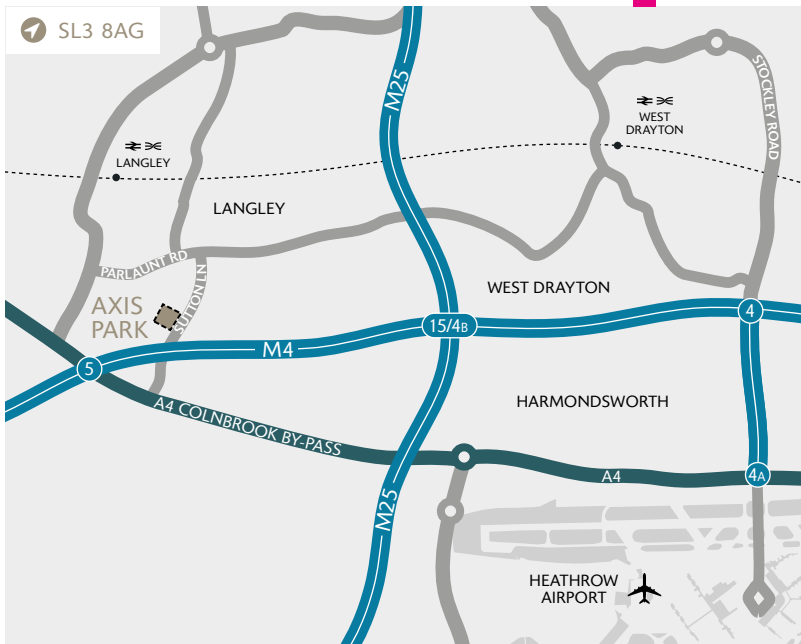 SL3 8AG
M25
STOCKLEY ROAD
WEST
DRAYTON
LANGLEY
LANGLEY
PARLAUNT RD
SUTTON LN
AXIS
PARK
WEST DRAYTON
15/4B
4
M4
5
A4 COLNBROOK BY-PASS
HARMONDSWORTH
A4
4A
M25
HEATHROW
AIRPORT